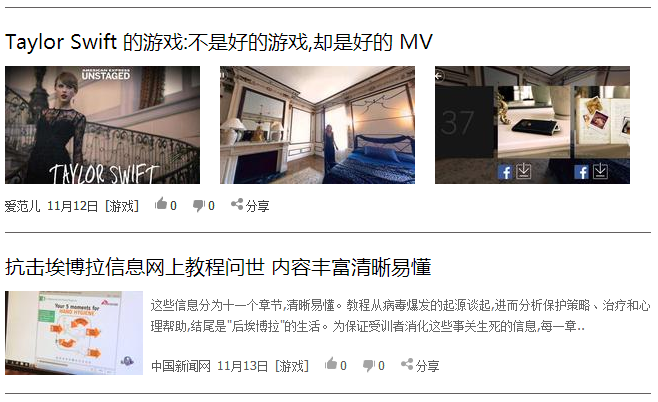 Taylor Swift 的游戏:不是好的游戏,却是好的 MV
AMERICAN EXPRESS
UNSTAGED
TAYLOR SWIFT
37
爱范儿 11月12日 [游戏] 0 0 分享
抗击埃博拉信息网上教程问世 内容丰富清晰易懂
Your 5 moments for
HAND HYGIENE
这些信息分为十一个章节,清晰易懂。教程从病毒爆发的起源谈起,进而分析保护策略、治疗和心
理帮助,结尾是"后埃博拉"的生活。为保证受训者消化这些事关生死的信息,每一章..
中国新闻网 11月13日 [游戏] 0 0 分享